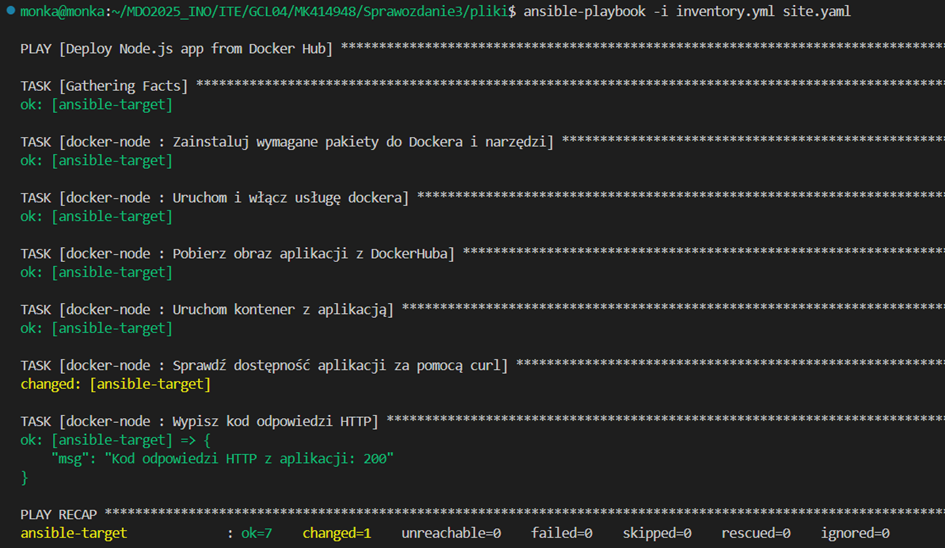 monka@monka:~/MDO2025_INO/ITE/GCL04/MK414948/Sprawozdanie3/pliki$ ansible-playbook -i inventory.yml site.yaml
PLAY [Deploy Node.js app from Docker Hub] **************************************************************************
TASK [Gathering Facts] **************************************************************************
ok: [ansible-target]
TASK [docker-node : Zainstaluj wymagane pakiety do Dockera i narzędzi] **************************************************
ok: [ansible-target]
TASK [docker-node : Uruchom i włącz usługę dockera] **************************************************************************
ok: [ansible-target]
TASK [docker-node : Pobierz obraz aplikacji z DockerHuba] ****************************************************************
ok: [ansible-target]
TASK [docker-node : Uruchom kontener z aplikacją] **************************************************************************
ok: [ansible-target]
TASK [docker-node : Sprawdź dostępność aplikacji za pomocą curl] ********************************************************
changed: [ansible-target]
TASK [docker-node : Wypisz kod odpowiedzi HTTP] **************************************************************************
ok: [ansible-target] => {
    "msg": "Kod odpowiedzi HTTP z aplikacji: 200"
}
PLAY RECAP **************************************************************************
ansible-target             : ok=7    changed=1    unreachable=0    failed=0    skipped=0    rescued=0    ignored=0